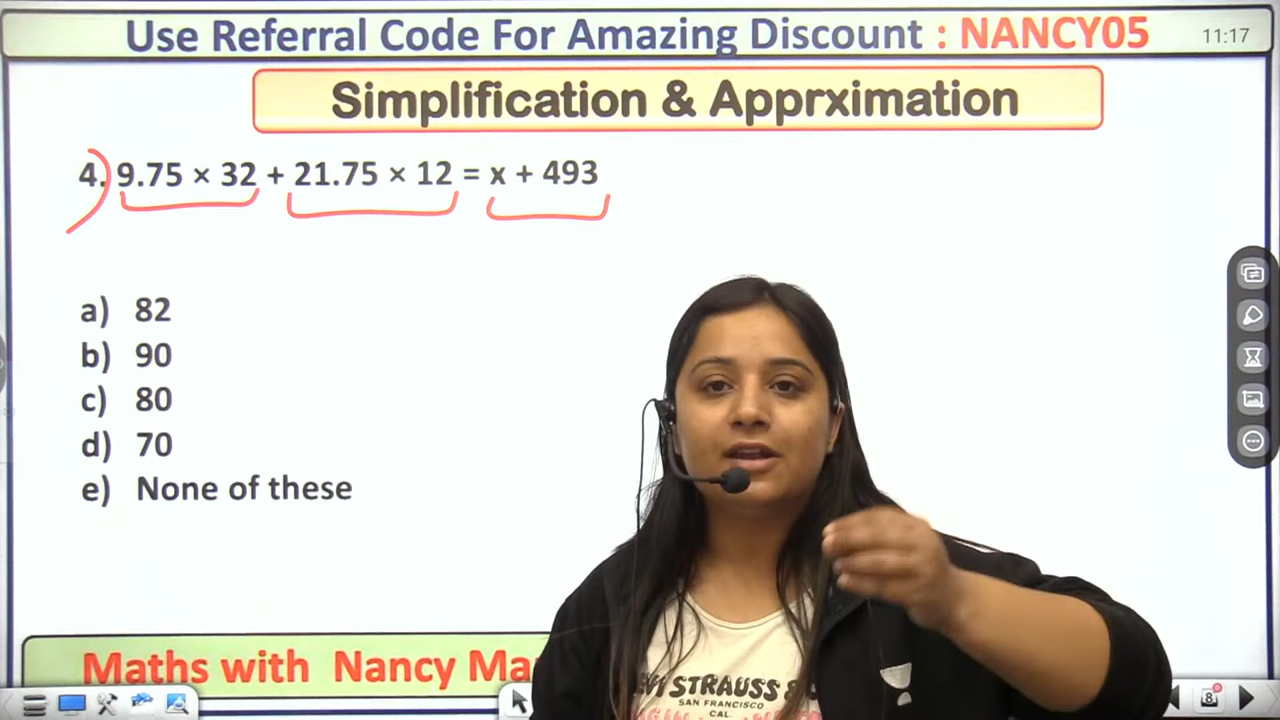 Use Referral Code For Amazing Discount : NANCY05
11:17
Simplification & Apprximation
4. 9.75 × 32 + 21.75 × 12 = x + 493
a) 82
b) 90
c) 80
d) 70
e) None of these
Maths with Nancy
STRAUSS &
SAN FRANCISCO
CAL.
8